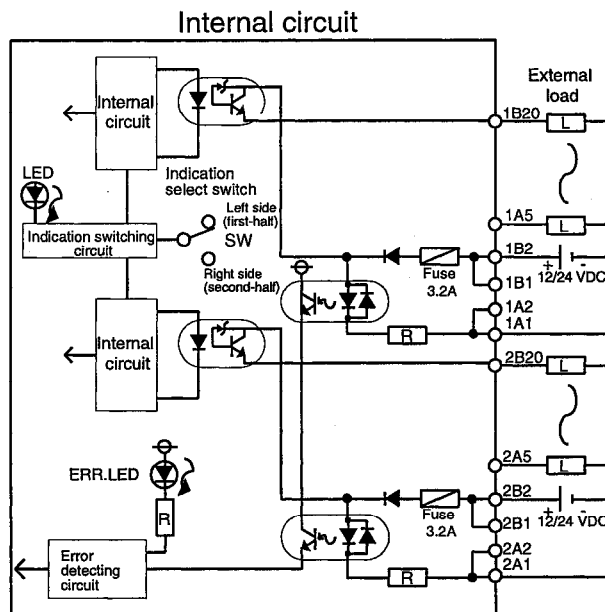 Internal circuit
External
load
Internal
circuit
1B20
L
LED
Indication
select switch
Left side
(first-half)
SW
Right side
(second-half)
Indication switching
circuit
1A5
L
1B2
+ -
12/24 VDC
Fuse
3.2A
1B1
1A2
1A1
R
Internal
circuit
2B20
L
2A5
L
ERR.LED
R
2B2
+ -
12/24 VDC
Fuse
3.2A
2B1
2A2
2A1
R
Error
detecting
circuit